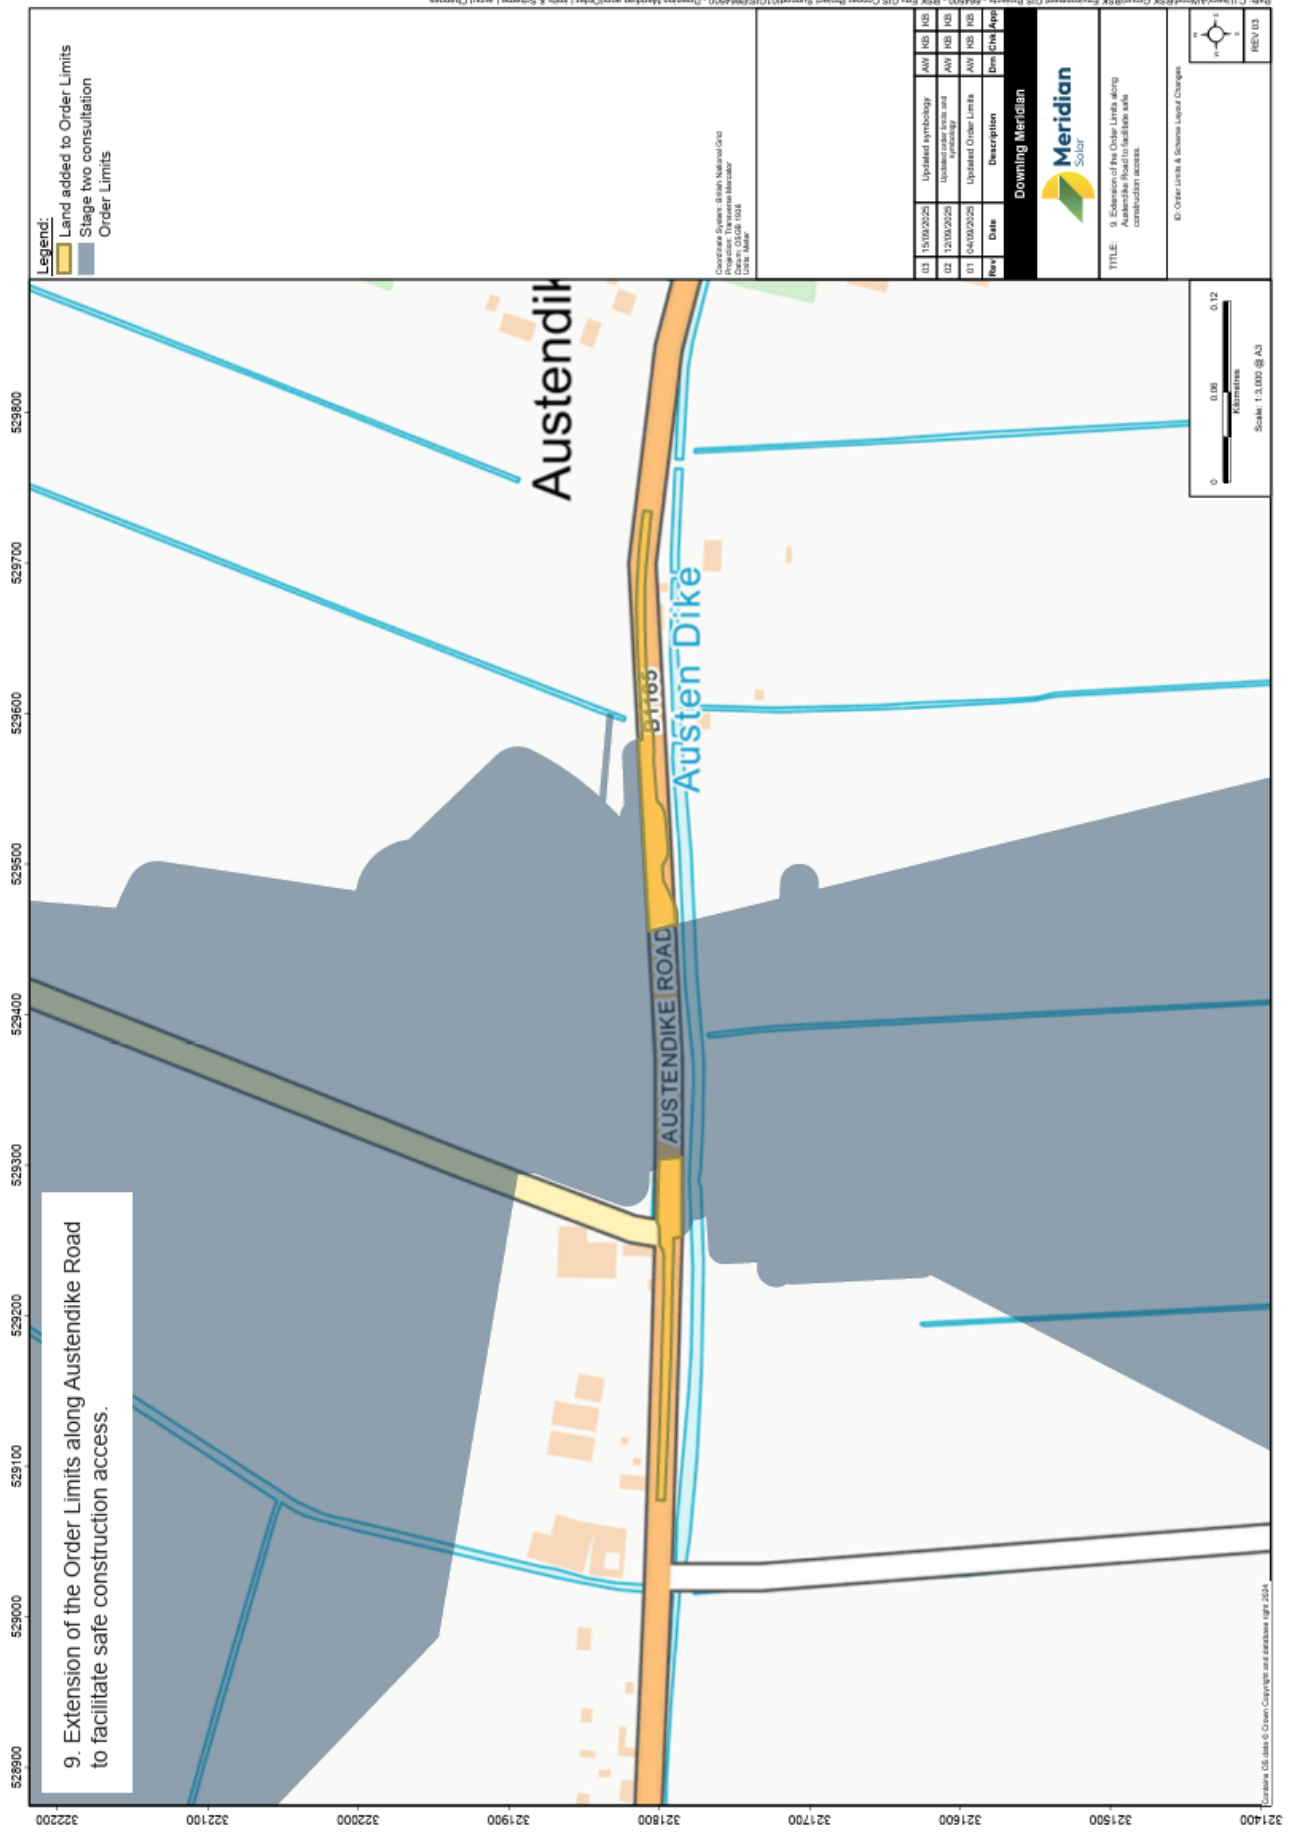 9. Extension of the Order Limits along Austendike Road
to facilitate safe construction access.
322200
322100
322000
321900
321800
321700
321600
321500
321400
528900
529000
529100
529200
529300
529400
529500
529600
529700
529800
AUSTENDIKE ROAD
B1165
Austen Dike
Austendik
Contains OS data © Crown Copyright and database right 2024
0 0.06 0.12
Kilometres
Scale: 1:3,000 @ A3
Legend:
Land added to Order Limits
Stage two consultation
Order Limits
Coordinate System: British National Grid
Projection: Transverse Mercator
Datum: OSGB 1936
Units: Meter
03 15/09/2025 Updated symbology AW KB KB
02 12/09/2025 Updated order limits and
symbology AW KB KB
01 04/09/2025 Updated Order Limits AW KB KB
Rev Date Description Drn Chk App
Downing Meridian
Meridian
Solar
TITLE: 9. Extension of the Order Limits along
Austendike Road to facilitate safe
construction access.
ID: Order Limits & Scheme Layout Changes
REV 03